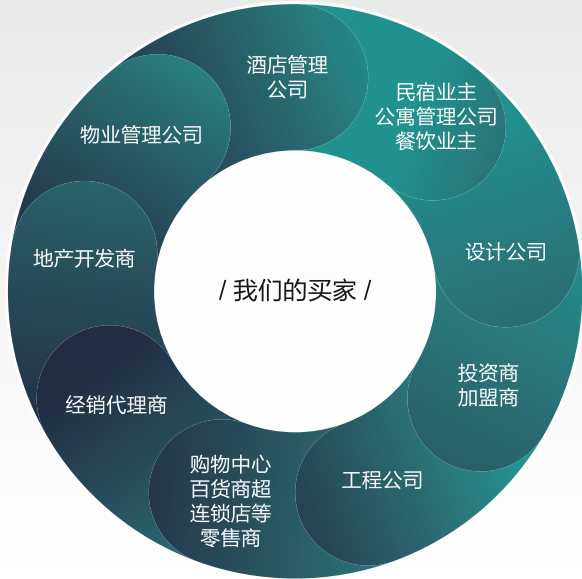 酒店管理
公司
民宿业主
公寓管理公司
餐饮业主
设计公司
投资商
加盟商
工程公司
购物中心
百货商超
连锁店等
零售商
经销代理商
地产开发商
物业管理公司
/ 我们的买家 /